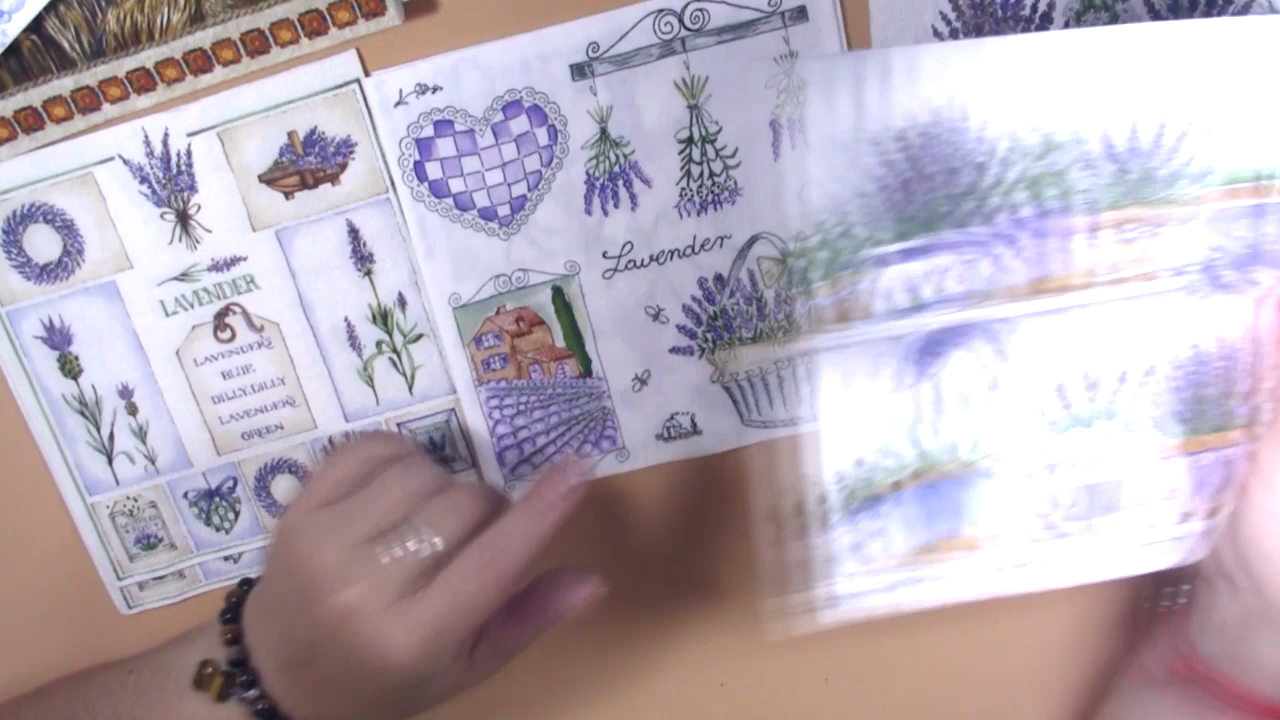 LAVENDER
LAVENDER'S
BLUE
DILLY, DILLY
LAVENDER'S
GREEN
Lavender